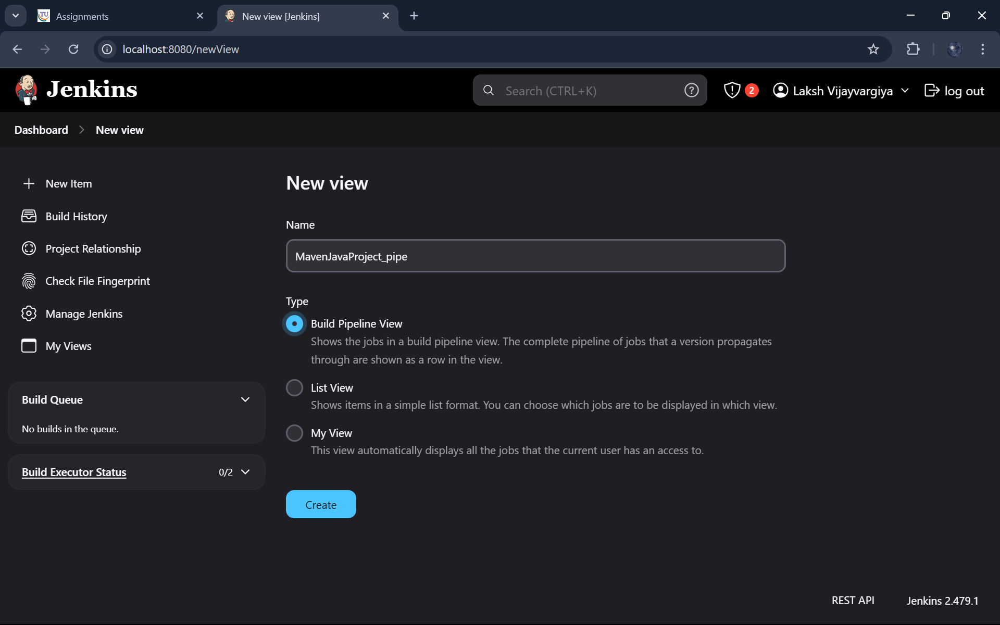 TU
Assignments
New view [Jenkins]
localhost:8080/newView
Jenkins
Search (CTRL+K)
?
2
Laksh Vijayvargiya
log out
Dashboard
New view
New Item
Build History
Project Relationship
Check File Fingerprint
Manage Jenkins
My Views
Build Queue
No builds in the queue.
Build Executor Status
0/2
New view
Name
MavenJavaProject_pipe
Type
Build Pipeline View
Shows the jobs in a build pipeline view. The complete pipeline of jobs that a version propagates
through are shown as a row in the view.
List View
Shows items in a simple list format. You can choose which jobs are to be displayed in which view.
My View
This view automatically displays all the jobs that the current user has an access to.
Create
REST API
Jenkins 2.479.1